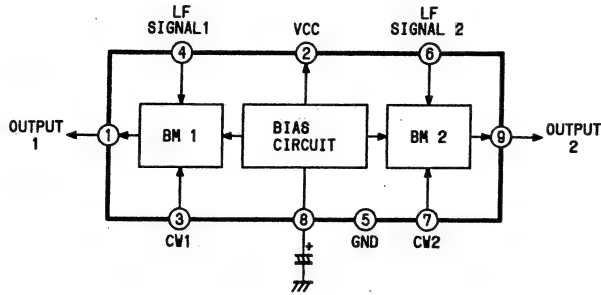 LF
SIGNAL1
VCC
LF
SIGNAL 2
4
2
6
OUTPUT
1
1
BM 1
BIAS
CIRCUIT
BM 2
9
OUTPUT
2
3
8
5
7
CW1
GND
CW2
+